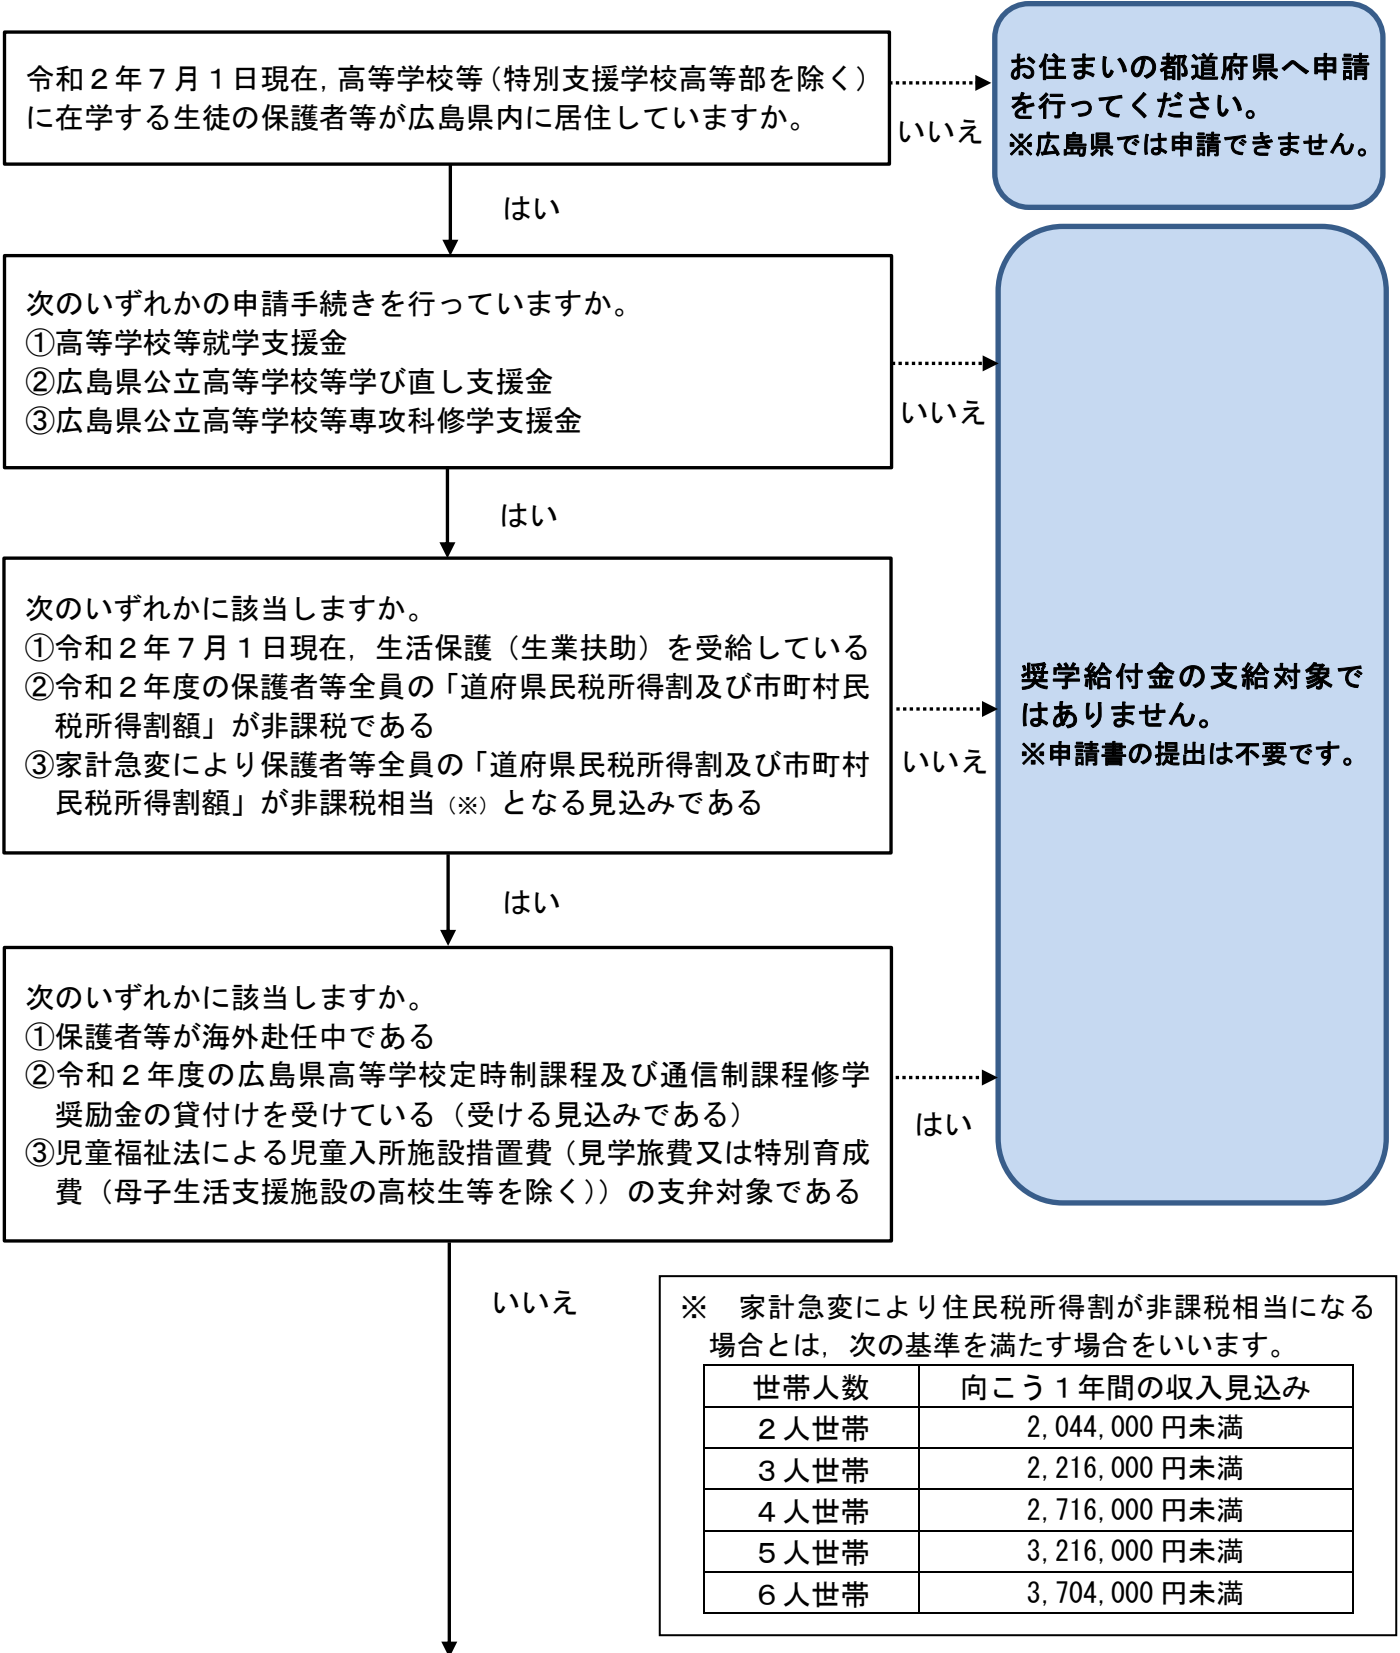 令和２年７月１日現在，高等学校等（特別支援学校高等部を除く）
に在学する生徒の保護者等が広島県内に居住していますか。
いいえ
お住まいの都道府県へ申請
を行ってください。
※広島県では申請できません。
はい
次のいずれかの申請手続きを行っていますか。
①高等学校等就学支援金
②広島県公立高等学校等学び直し支援金
③広島県公立高等学校等専攻科修学支援金
いいえ
はい
次のいずれかに該当しますか。
①令和２年７月１日現在，生活保護（生業扶助）を受給している
②令和２年度の保護者等全員の「道府県民税所得割及び市町村民
税所得割額」が非課税である
③家計急変により保護者等全員の「道府県民税所得割及び市町村
民税所得割額」が非課税相当（※）となる見込みである
いいえ
奨学給付金の支給対象で
はありません。
※申請書の提出は不要です。
はい
次のいずれかに該当しますか。
①保護者等が海外赴任中である
②令和２年度の広島県高等学校定時制課程及び通信制課程修学
奨励金の貸付けを受けている（受ける見込みである）
③児童福祉法による児童入所施設措置費（見学旅費又は特別育成
費（母子生活支援施設の高校生等を除く））の支弁対象である
はい
いいえ
※　家計急変により住民税所得割が非課税相当になる
場合とは，次の基準を満たす場合をいいます。
世帯人数　向こう１年間の収入見込み
２人世帯　2,044,000 円未満
３人世帯　2,216,000 円未満
４人世帯　2,716,000 円未満
５人世帯　3,216,000 円未満
６人世帯　3,704,000 円未満